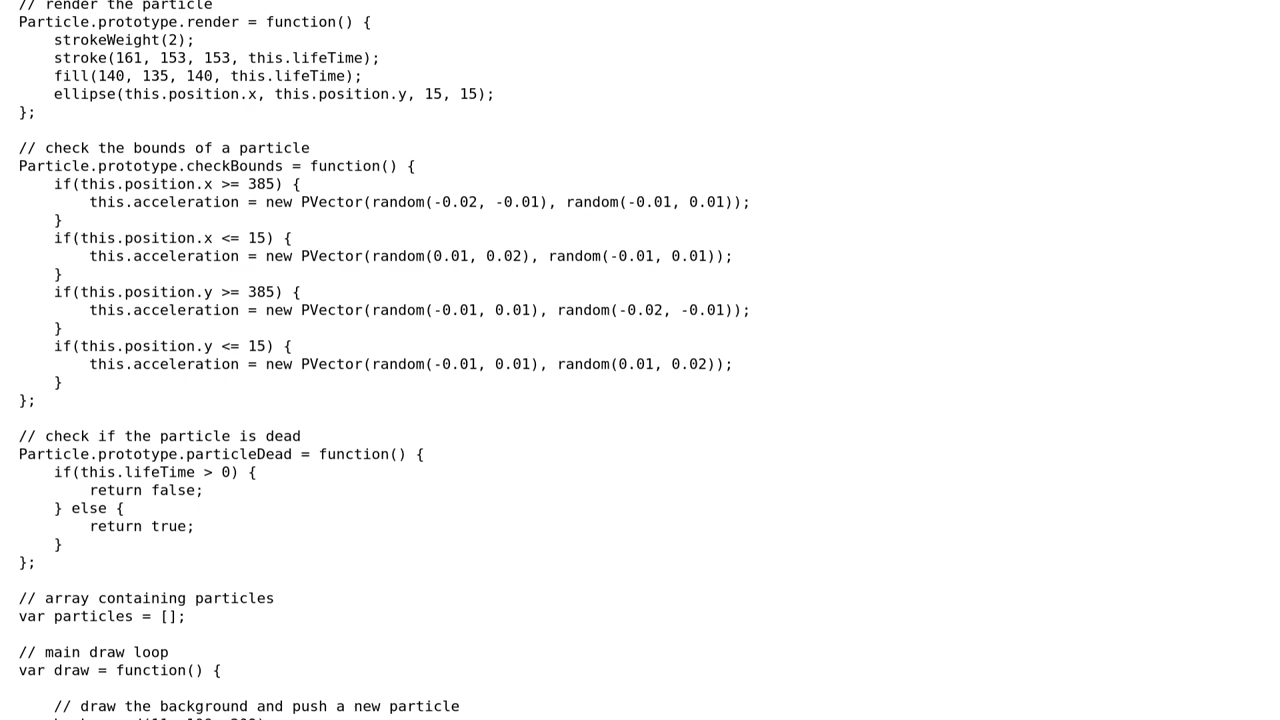 // render the particle
Particle.prototype.render = function() {
    strokeWeight(2);
    stroke(161, 153, 153, this.lifeTime);
    fill(140, 135, 140, this.lifeTime);
    ellipse(this.position.x, this.position.y, 15, 15);
};

// check the bounds of a particle
Particle.prototype.checkBounds = function() {
    if(this.position.x >= 385) {
        this.acceleration = new PVector(random(-0.02, -0.01), random(-0.01, 0.01));
    }
    if(this.position.x <= 15) {
        this.acceleration = new PVector(random(0.01, 0.02), random(-0.01, 0.01));
    }
    if(this.position.y >= 385) {
        this.acceleration = new PVector(random(-0.01, 0.01), random(-0.02, -0.01));
    }
    if(this.position.y <= 15) {
        this.acceleration = new PVector(random(-0.01, 0.01), random(0.01, 0.02));
    }
};

// check if the particle is dead
Particle.prototype.particleDead = function() {
    if(this.lifeTime > 0) {
        return false;
    } else {
        return true;
    }
};

// array containing particles
var particles = [];

// main draw loop
var draw = function() {

    // draw the background and push a new particle